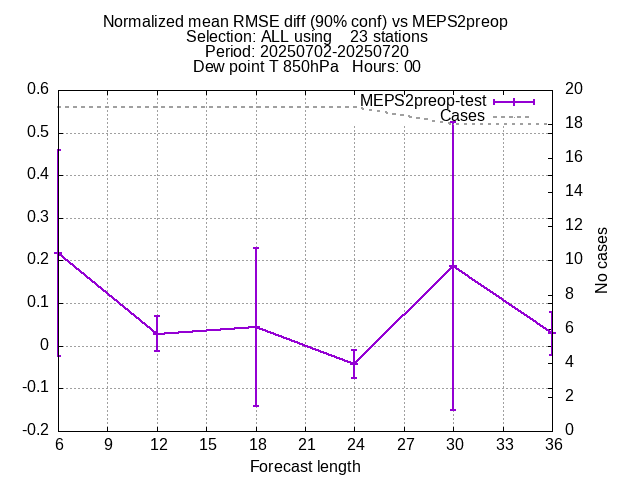 Normalized mean RMSE diff (90% conf) vs MEPS2preop
Selection: ALL using    23 stations
Period: 20250702-20250720
Dew point T 850hPa   Hours: 00
MEPS2preop-test
Cases
0.6
0.5
0.4
0.3
0.2
0.1
0
-0.1
-0.2
20
18
16
14
12
10
8
6
4
2
0
No cases
6 9 12 15 18 21 24 27 30 33 36
Forecast length